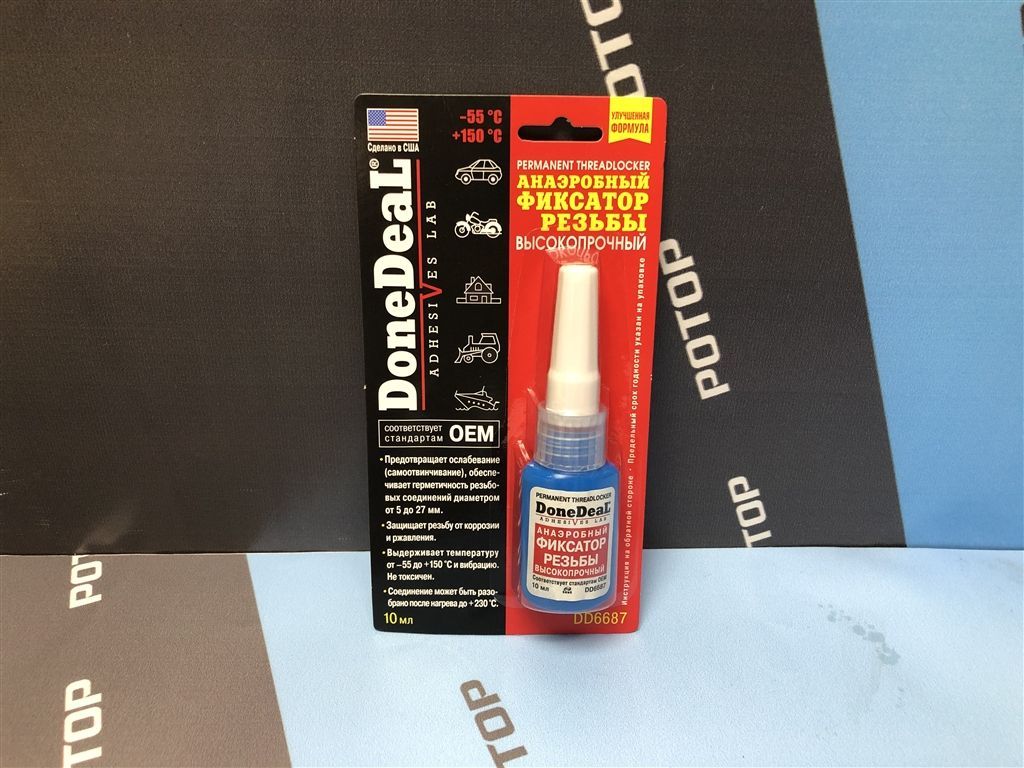 −55 °C
+150 °C
Сделано в США
DoneDeaL®
ADHESIVES LAB
соответствует
стандартам OEM
• Предотвращает ослабевание
(самоотвинчивание), обеспе-
чивает герметичность резьбо-
вых соединений диаметром
от 5 до 27 мм.
• Защищает резьбу от коррозии
и ржавления.
• Выдерживает температуру
от −55 до +150 °C и вибрацию.
Не токсичен.
• Соединение может быть разо-
брано после нагрева до +230 °C.
10 мл
УЛУЧШЕННАЯ
ФОРМУЛА
PERMANENT THREADLOCKER
АНАЭРОБНЫЙ
ФИКСАТОР
РЕЗЬБЫ
ВЫСОКОПРОЧНЫЙ
Инструкция на обратной стороне · Предельный срок годности указан на упаковке
PERMANENT THREADLOCKER
DoneDeaL
ADHESIVES LAB
АНАЭРОБНЫЙ
ФИКСАТОР
РЕЗЬБЫ
ВЫСОКОПРОЧНЫЙ
Соответствует стандартам OEM
10 мл DD6687
DD6687
РОТОР
РОТОР
ТОР
РОТ
ТОР
ТОР